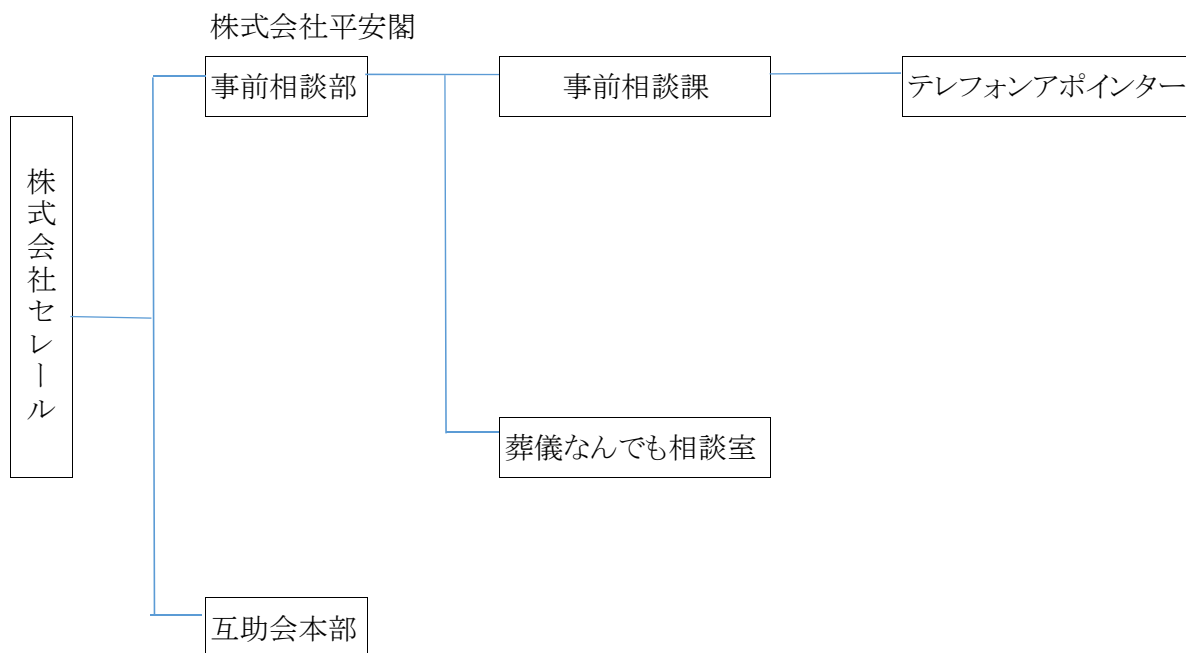 株式会社平安閣
事前相談部
事前相談課
テレフォンアポインター
株式会社セレール
葬儀なんでも相談室
互助会本部